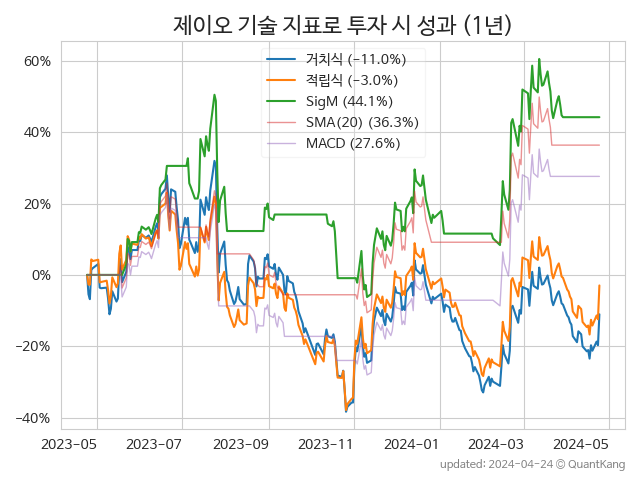 제이오 기술 지표로 투자 시 성과 (1년)
거치식 (−11.0%)
적립식 (−3.0%)
SigM (44.1%)
SMA(20) (36.3%)
MACD (27.6%)
60%
40%
20%
0%
−20%
−40%
2023-05 2023-07 2023-09 2023-11 2024-01 2024-03 2024-05
updated: 2024-04-24 © QuantKang